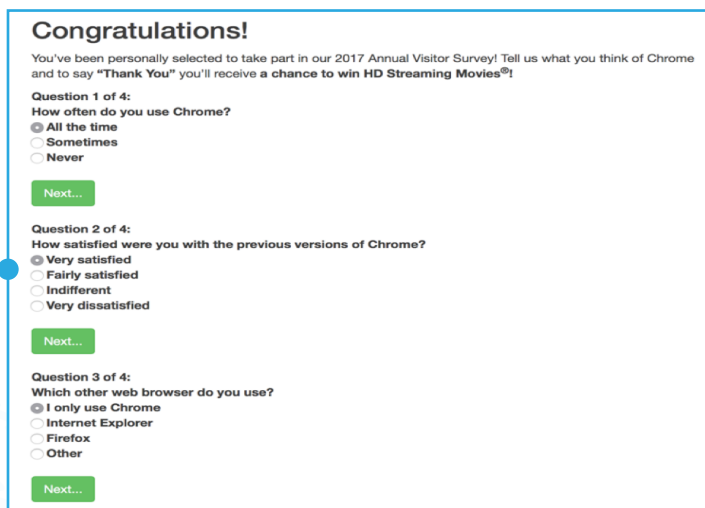 Congratulations!
You've been personally selected to take part in our 2017 Annual Visitor Survey! Tell us what you think of Chrome
and to say “Thank You” you'll receive a chance to win HD Streaming Movies®!
Question 1 of 4:
How often do you use Chrome?
All the time
Sometimes
Never
Next...
Question 2 of 4:
How satisfied were you with the previous versions of Chrome?
Very satisfied
Fairly satisfied
Indifferent
Very dissatisfied
Next...
Question 3 of 4:
Which other web browser do you use?
I only use Chrome
Internet Explorer
Firefox
Other
Next...